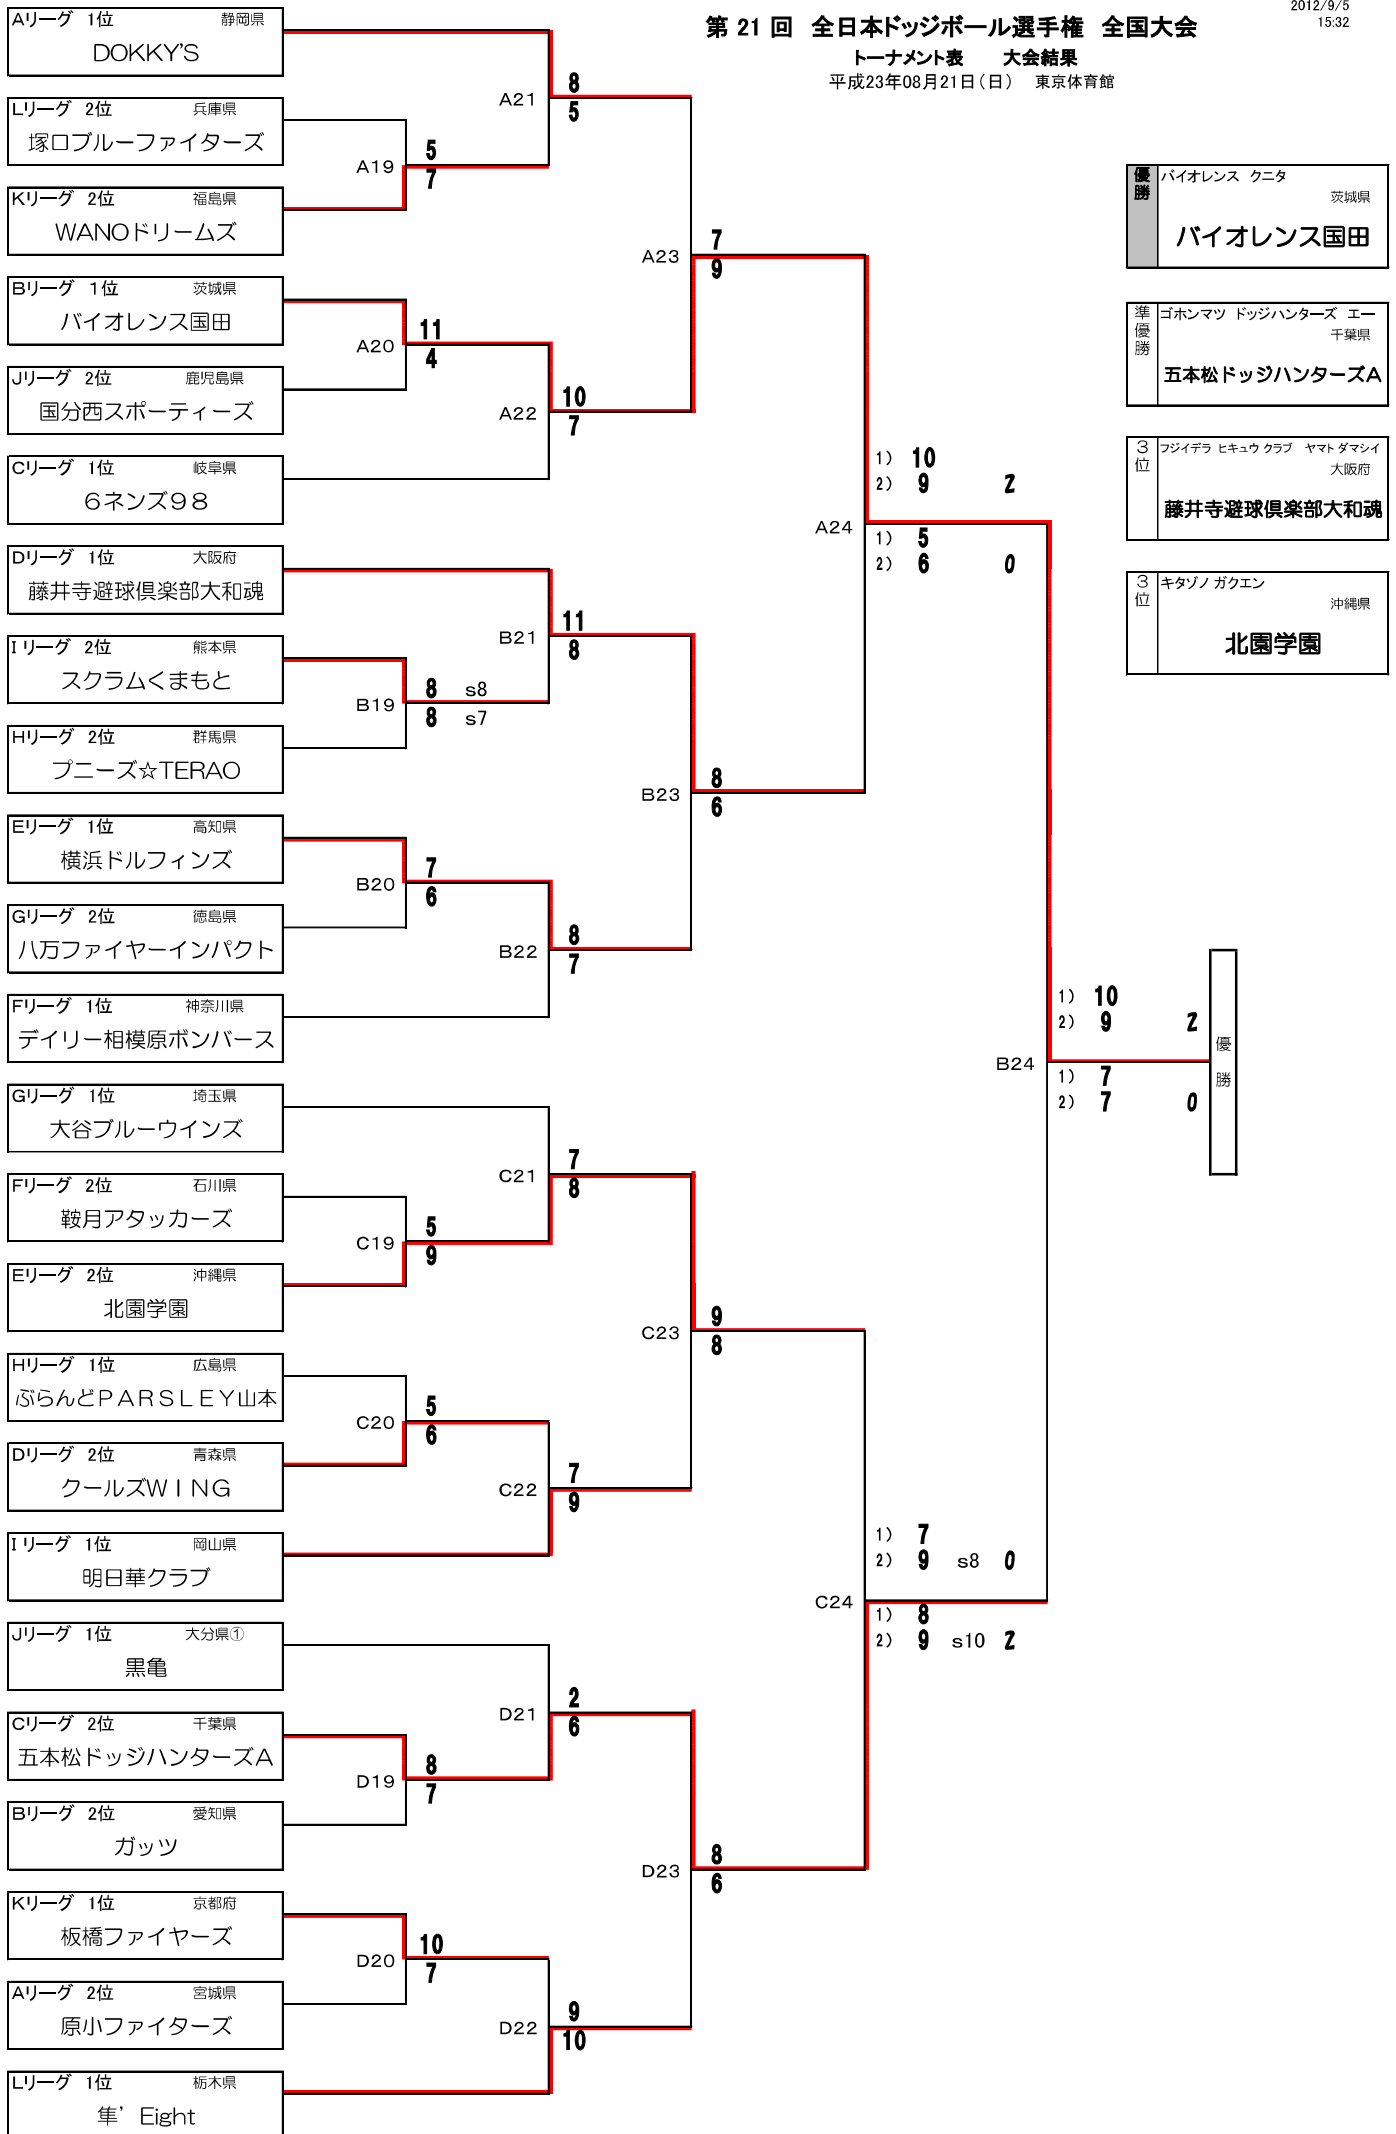 2012/9/5
15:32
第 21 回 全日本ドッジボール選手権 全国大会
トーナメント表 大会結果
平成23年08月21日(日) 東京体育館
Aリーグ 1位 静岡県
DOKKY'S
Lリーグ 2位 兵庫県
塚口ブルーファイターズ
Kリーグ 2位 福島県
WANOドリームズ
Bリーグ 1位 茨城県
バイオレンス国田
Jリーグ 2位 鹿児島県
国分西スポーティーズ
Cリーグ 1位 岐阜県
6ネンズ98
Dリーグ 1位 大阪府
藤井寺避球倶楽部大和魂
Iリーグ 2位 熊本県
スクラムくまもと
Hリーグ 2位 群馬県
プニーズ☆TERAO
Eリーグ 1位 高知県
横浜ドルフィンズ
Gリーグ 2位 徳島県
八万ファイヤーインパクト
Fリーグ 1位 神奈川県
デイリー相模原ボンバース
Gリーグ 1位 埼玉県
大谷ブルーウインズ
Fリーグ 2位 石川県
鞍月アタッカーズ
Eリーグ 2位 沖縄県
北園学園
Hリーグ 1位 広島県
ぶらんどPARSLEY山本
Dリーグ 2位 青森県
クールズWING
Iリーグ 1位 岡山県
明日華クラブ
Jリーグ 1位 大分県①
黒亀
Cリーグ 2位 千葉県
五本松ドッジハンターズA
Bリーグ 2位 愛知県
ガッツ
Kリーグ 1位 京都府
板橋ファイヤーズ
Aリーグ 2位 宮城県
原小ファイターズ
Lリーグ 1位 栃木県
隼’Eight
A19
5
7
A20
11
4
B19
8 s8
8 s7
B20
7
6
C19
5
9
C20
5
6
D19
8
7
D20
10
7
A21
8
5
A22
10
7
B21
11
8
B22
8
7
C21
7
8
C22
7
9
D21
2
6
D22
9
10
A23
7
9
B23
8
6
C23
9
8
D23
8
6
A24
1) 10
2) 9 2
1) 5
2) 6 0
C24
1) 7
2) 9 s8 0
1) 8
2) 9 s10 2
B24
1) 10
2) 9 2
1) 7
2) 7 0
優勝
優勝
バイオレンス クニタ
茨城県
バイオレンス国田
準優勝
ゴホンマツ ドッジハンターズ エー
千葉県
五本松ドッジハンターズA
3位
フジイデラ ヒキュウ クラブ ヤマト ダマシイ
大阪府
藤井寺避球倶楽部大和魂
3位
キタゾノ ガクエン
沖縄県
北園学園